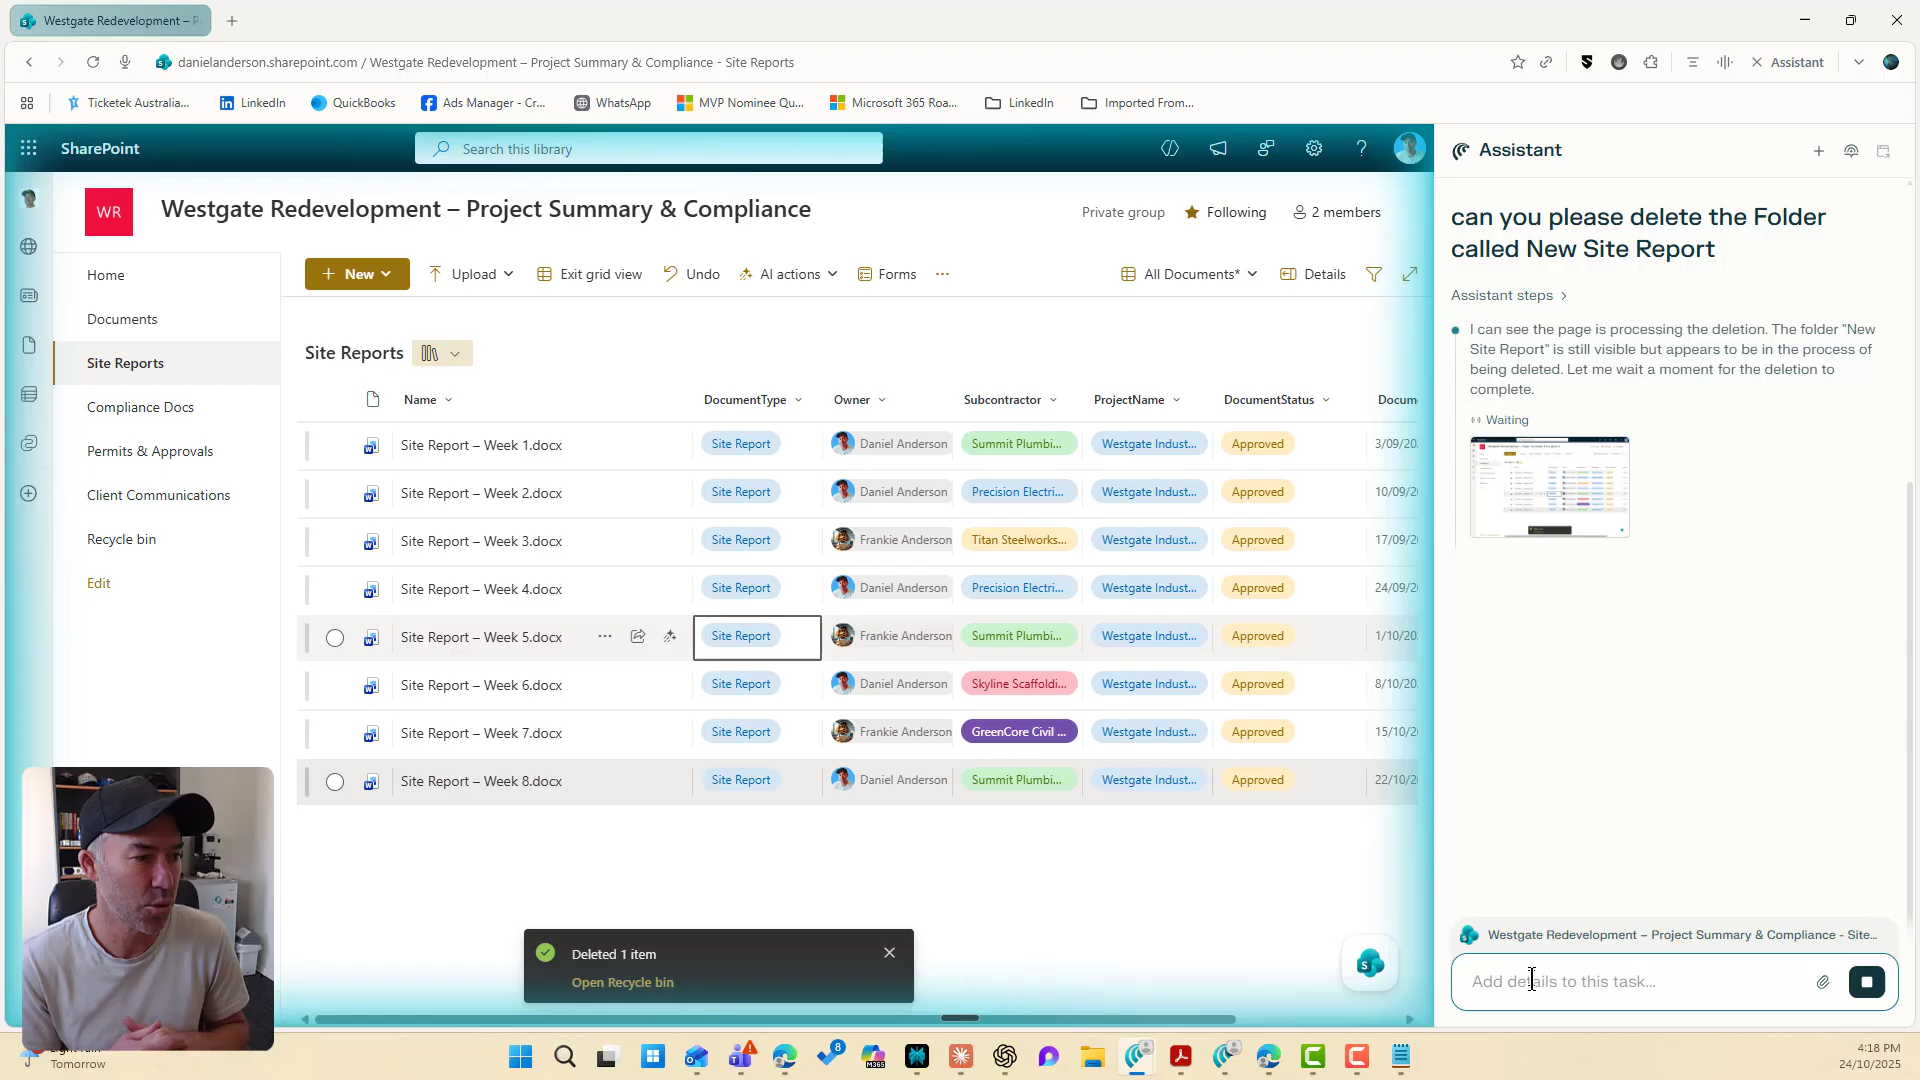 Westgate Redevelopment – P
danielanderson.sharepoint.com / Westgate Redevelopment – Project Summary & Compliance - Site Reports
Assistant
Ticketek Australia...
LinkedIn
QuickBooks
Ads Manager - Cr...
WhatsApp
MVP Nominee Qu...
Microsoft 365 Roa...
LinkedIn
Imported From...
SharePoint
Search this library
WR
Westgate Redevelopment – Project Summary & Compliance
Private group
Following
2 members
Home
Documents
Site Reports
Compliance Docs
Permits & Approvals
Client Communications
Recycle bin
Edit
New
Upload
Exit grid view
Undo
AI actions
Forms
All Documents*
Details
Site Reports
Name DocumentType Owner Subcontractor ProjectName DocumentStatus Docum
Site Report – Week 1.docx Site Report Daniel Anderson Summit Plumbi... Westgate Indust... Approved 3/09/20
Site Report – Week 2.docx Site Report Daniel Anderson Precision Electri... Westgate Indust... Approved 10/09/2
Site Report – Week 3.docx Site Report Frankie Anderson Titan Steelworks... Westgate Indust... Approved 17/09/2
Site Report – Week 4.docx Site Report Daniel Anderson Precision Electri... Westgate Indust... Approved 24/09/2
Site Report – Week 5.docx Site Report Frankie Anderson Summit Plumbi... Westgate Indust... Approved 1/10/20
Site Report – Week 6.docx Site Report Daniel Anderson Skyline Scaffoldi... Westgate Indust... Approved 8/10/20
Site Report – Week 7.docx Site Report Frankie Anderson GreenCore Civil ... Westgate Indust... Approved 15/10/2
Site Report – Week 8.docx Site Report Daniel Anderson Summit Plumbi... Westgate Indust... Approved 22/10/2
Deleted 1 item
Open Recycle bin
Assistant
can you please delete the Folder
called New Site Report
Assistant steps
I can see the page is processing the deletion. The folder "New
Site Report" is still visible but appears to be in the process of
being deleted. Let me wait a moment for the deletion to
complete.
Waiting
Westgate Redevelopment – Project Summary & Compliance - Site...
Add details to this task...
Tomorrow
8
M365
4:18 PM
24/10/2025